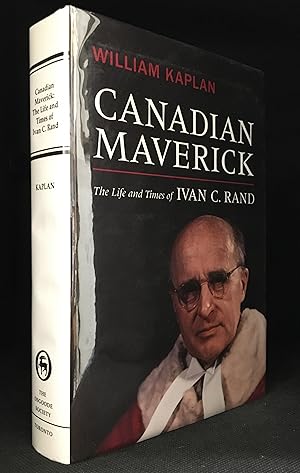 Canadian
Maverick:
The Life and
Times of
Ivan C. Rand
KAPLAN
THE
OSGOODE
SOCIETY
TORONTO
WILLIAM KAPLAN
CANADIAN
MAVERICK
The Life and Times of IVAN C. RAND